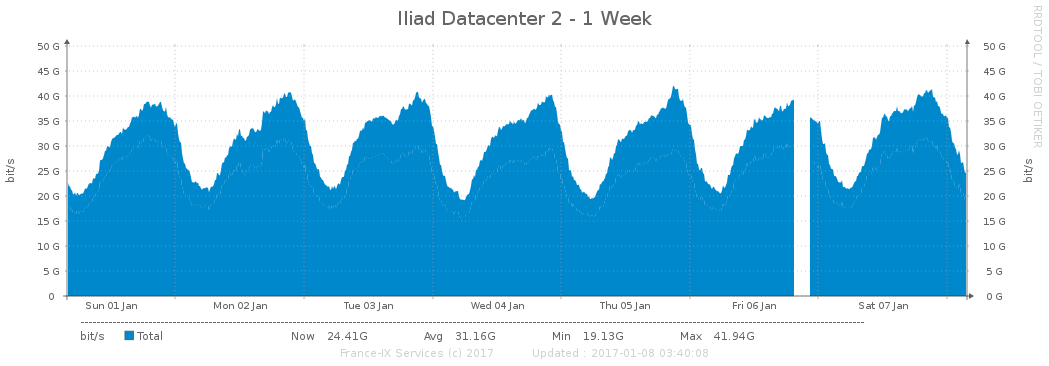 Iliad Datacenter 2 - 1 Week
RRDTOOL / TOBI OETIKER
50 G 50 G
45 G 45 G
40 G 40 G
35 G 35 G
30 G 30 G
25 G 25 G
20 G 20 G
15 G 15 G
10 G 10 G
5 G 5 G
0 0 G
bit/s bit/s
Sun 01 Jan Mon 02 Jan Tue 03 Jan Wed 04 Jan Thu 05 Jan Fri 06 Jan Sat 07 Jan
bit/s Total Now 24.41G Avg 31.16G Min 19.13G Max 41.94G
France-IX Services (c) 2017 Updated : 2017-01-08 03:40:08